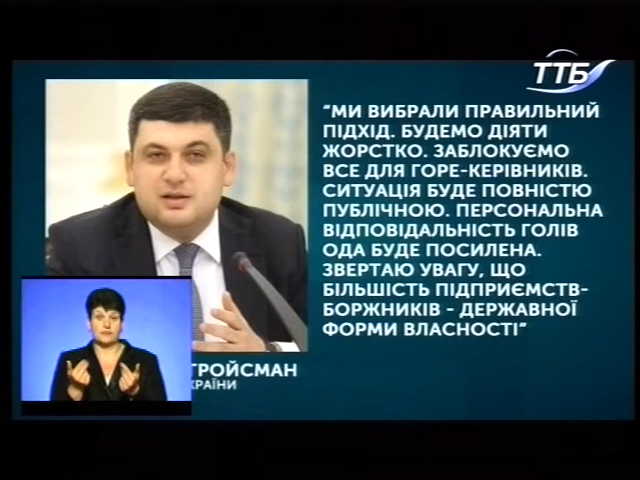 ТТБ
“МИ ВИБРАЛИ ПРАВИЛЬНИЙ
ПІДХІД. БУДЕМО ДІЯТИ
ЖОРСТКО. ЗАБЛОКУЄМО
ВСЕ ДЛЯ ГОРЕ-КЕРІВНИКІВ.
СИТУАЦІЯ БУДЕ ПОВНІСТЮ
ПУБЛІЧНОЮ. ПЕРСОНАЛЬНА
ВІДПОВІДАЛЬНІСТЬ ГОЛІВ
ОДА БУДЕ ПОСИЛЕНА.
ЗВЕРТАЮ УВАГУ, ЩО
БІЛЬШІСТЬ ПІДПРИЄМСТВ-
БОРЖНИКІВ - ДЕРЖАВНОЇ
ФОРМИ ВЛАСНОСТІ”
ГРОЙСМАН
КРАЇНИ